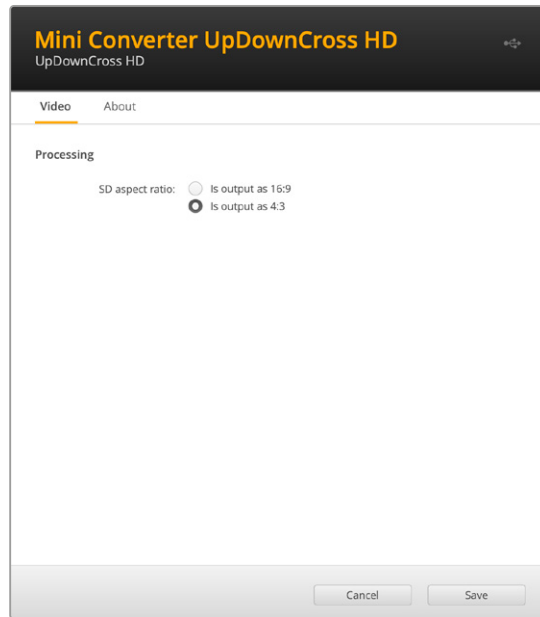 Mini Converter UpDownCross HD
UpDownCross HD
Video About
Processing
SD aspect ratio: Is output as 16:9
Is output as 4:3
Cancel Save